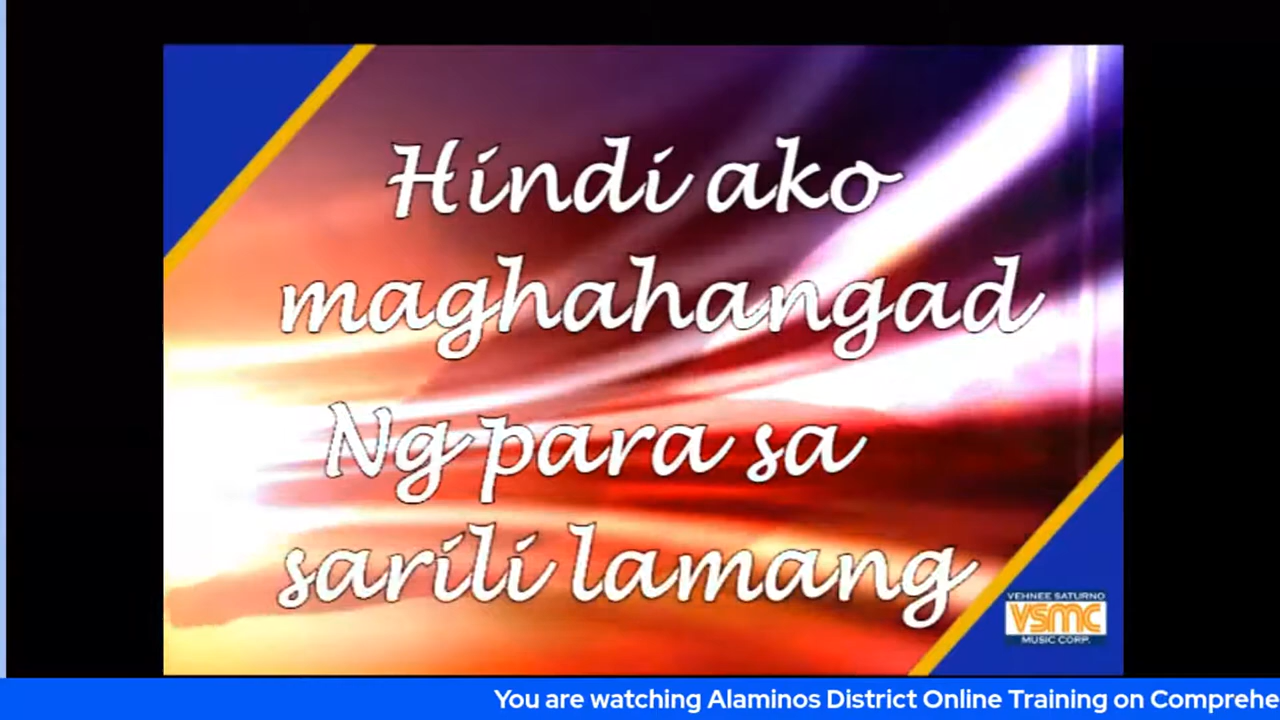 Hindi ako
maghahangad
Ng para sa
sarili lamang
VEHNEE SATURNO
VSMC
MUSIC CORP.
You are watching Alaminos District Online Training on Comprehe